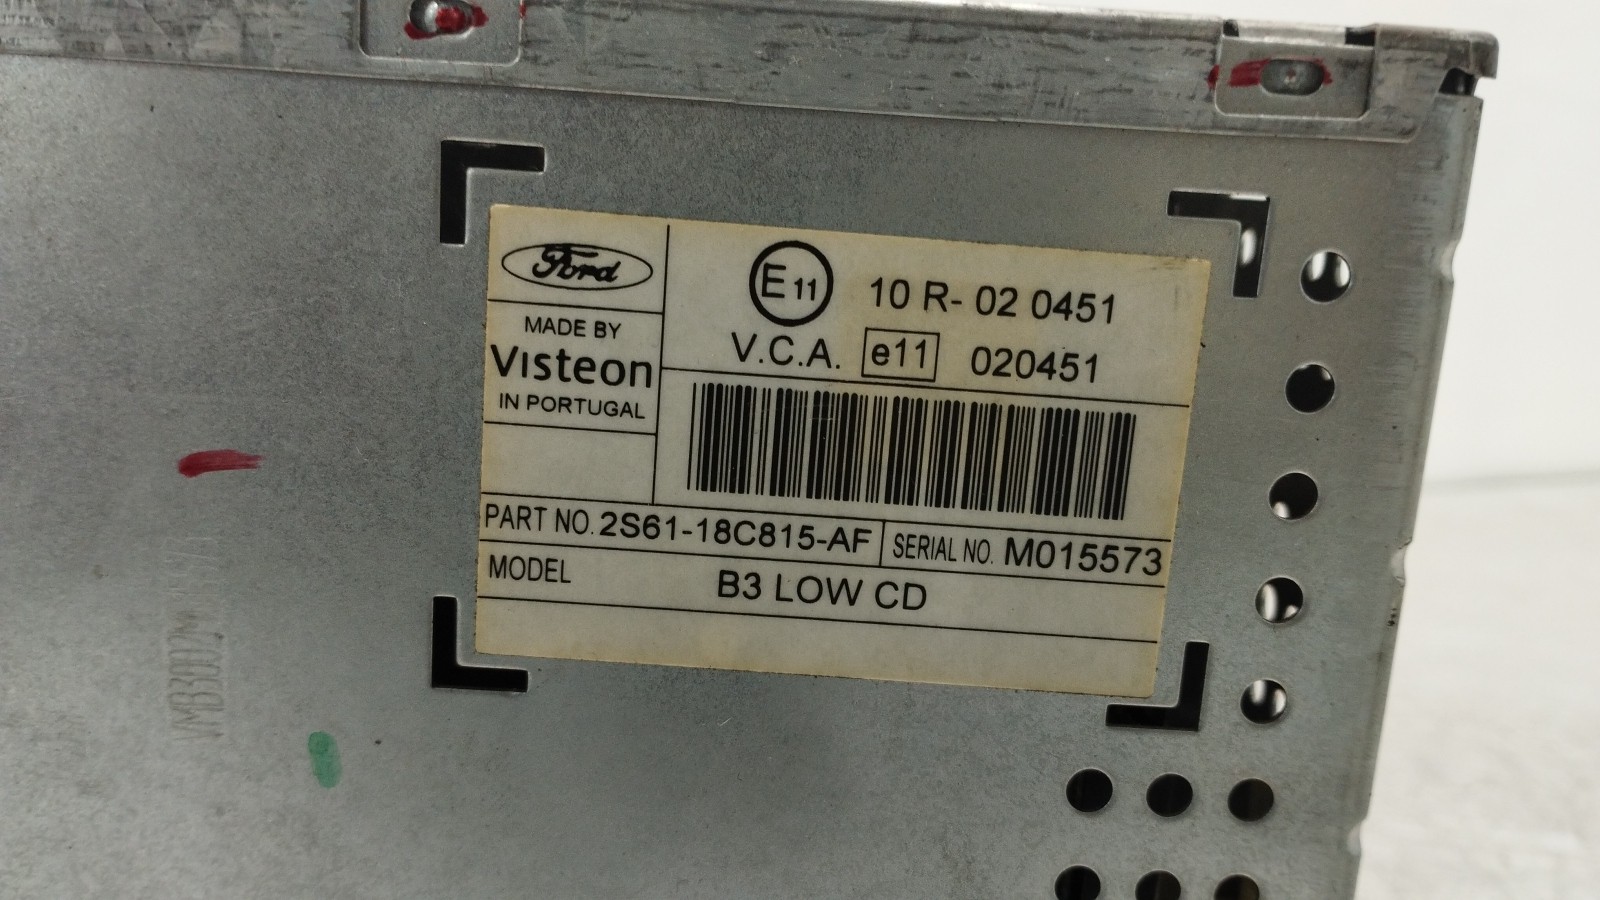 Ford
MADE BY
Visteon
IN PORTUGAL
E11 10 R- 02 0451
V.C.A. e11 020451
PART NO. 2S61-18C815-AF SERIAL NO. M015573
MODEL B3 LOW CD